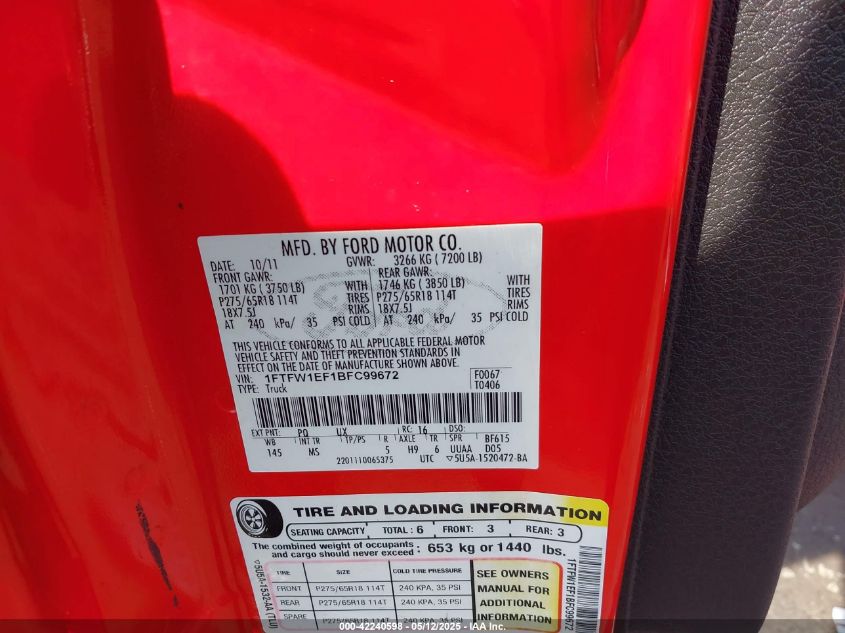 MFD. BY FORD MOTOR CO.
DATE: 10/11 GVWR: 3266 KG ( 7200 LB)
FRONT GAWR: REAR GAWR:
1701 KG ( 3750 LB) WITH 1746 KG ( 3850 LB) WITH
P275/65R18 114T TIRES P275/65R18 114T TIRES
18X7.5J RIMS 18X7.5J RIMS
AT 240 kPa/ 35 PSI COLD AT 240 kPa/ 35 PSI COLD
THIS VEHICLE CONFORMS TO ALL APPLICABLE FEDERAL MOTOR
VEHICLE SAFETY AND THEFT PREVENTION STANDARDS IN
EFFECT ON THE DATE OF MANUFACTURE SHOWN ABOVE.
VIN: 1FTFW1EF1BFC99672 F0067
TYPE: Truck T0406
EXT PNT: PQ UX RC: 16 DSO:
WB INT TR TP/PS R AXLE TR SPR BF615
145 MS 5 H9 6 UUAA D05
2201110065375 UTC ▽5U5A-1520472-BA
TIRE AND LOADING INFORMATION
SEATING CAPACITY TOTAL: 6 FRONT: 3 REAR: 3
The combined weight of occupants
and cargo should never exceed : 653 kg or 1440 lbs.
TIRE SIZE COLD TIRE PRESSURE
FRONT P275/65R18 114T 240 KPA, 35 PSI
REAR P275/65R18 114T 240 KPA, 35 PSI
SPARE P275/65R18 114T 240 KPA, 35 PSI
SEE OWNERS
MANUAL FOR
ADDITIONAL
INFORMATION
1FTFW1EF1BFC99672
000-42240598 - 05/12/2025 - IAA Inc.